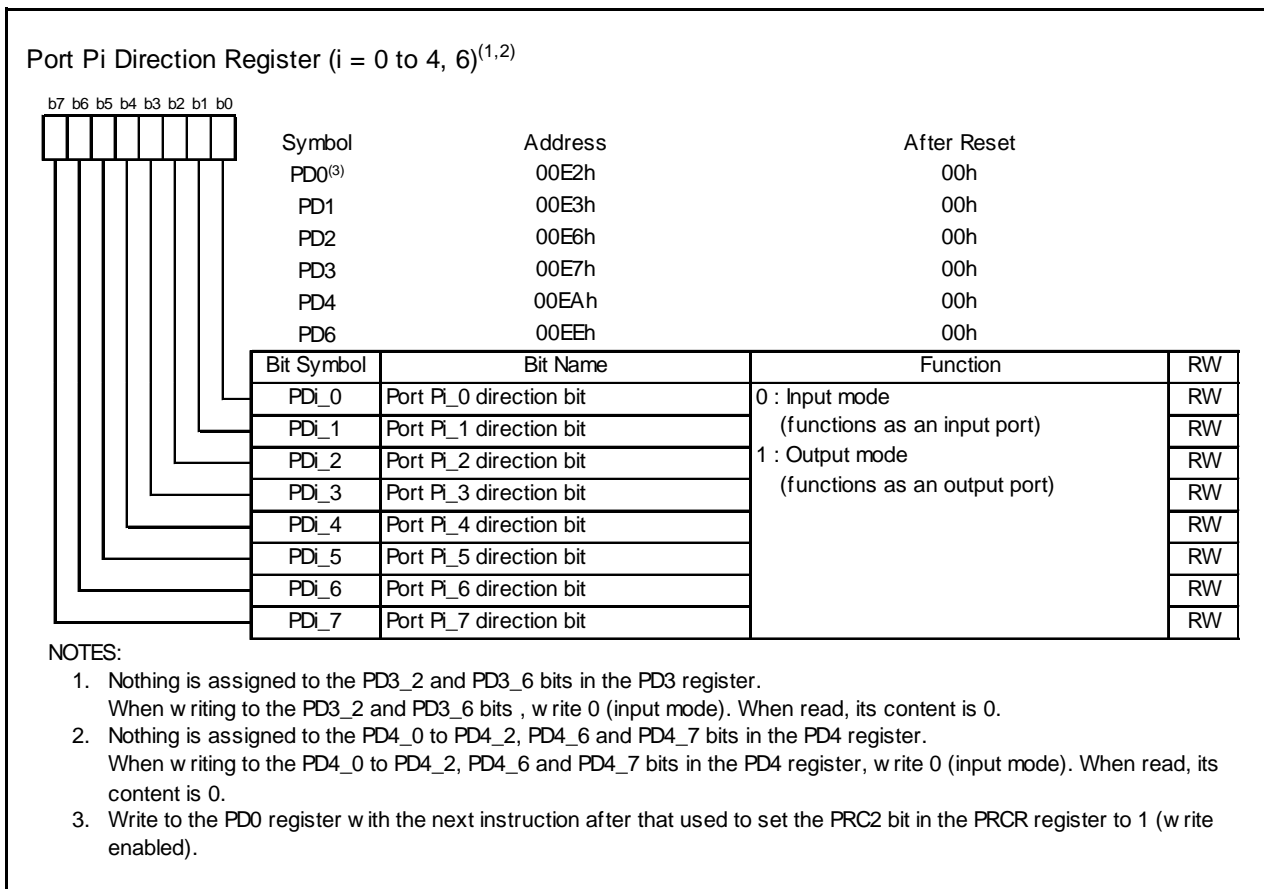 Port Pi Direction Register (i = 0 to 4, 6)(1,2)
b7 b6 b5 b4 b3 b2 b1 b0
Symbol Address After Reset
PD0(3) 00E2h 00h
PD1 00E3h 00h
PD2 00E6h 00h
PD3 00E7h 00h
PD4 00EAh 00h
PD6 00EEh 00h
Bit Symbol Bit Name Function RW
PDi_0 Port Pi_0 direction bit 0 : Input mode RW
PDi_1 Port Pi_1 direction bit (functions as an input port) RW
PDi_2 Port Pi_2 direction bit 1 : Output mode RW
PDi_3 Port Pi_3 direction bit (functions as an output port) RW
PDi_4 Port Pi_4 direction bit RW
PDi_5 Port Pi_5 direction bit RW
PDi_6 Port Pi_6 direction bit RW
PDi_7 Port Pi_7 direction bit RW
NOTES:
1. Nothing is assigned to the PD3_2 and PD3_6 bits in the PD3 register.
When writing to the PD3_2 and PD3_6 bits , write 0 (input mode). When read, its content is 0.
2. Nothing is assigned to the PD4_0 to PD4_2, PD4_6 and PD4_7 bits in the PD4 register.
When writing to the PD4_0 to PD4_2, PD4_6 and PD4_7 bits in the PD4 register, write 0 (input mode). When read, its
content is 0.
3. Write to the PD0 register with the next instruction after that used to set the PRC2 bit in the PRCR register to 1 (write
enabled).